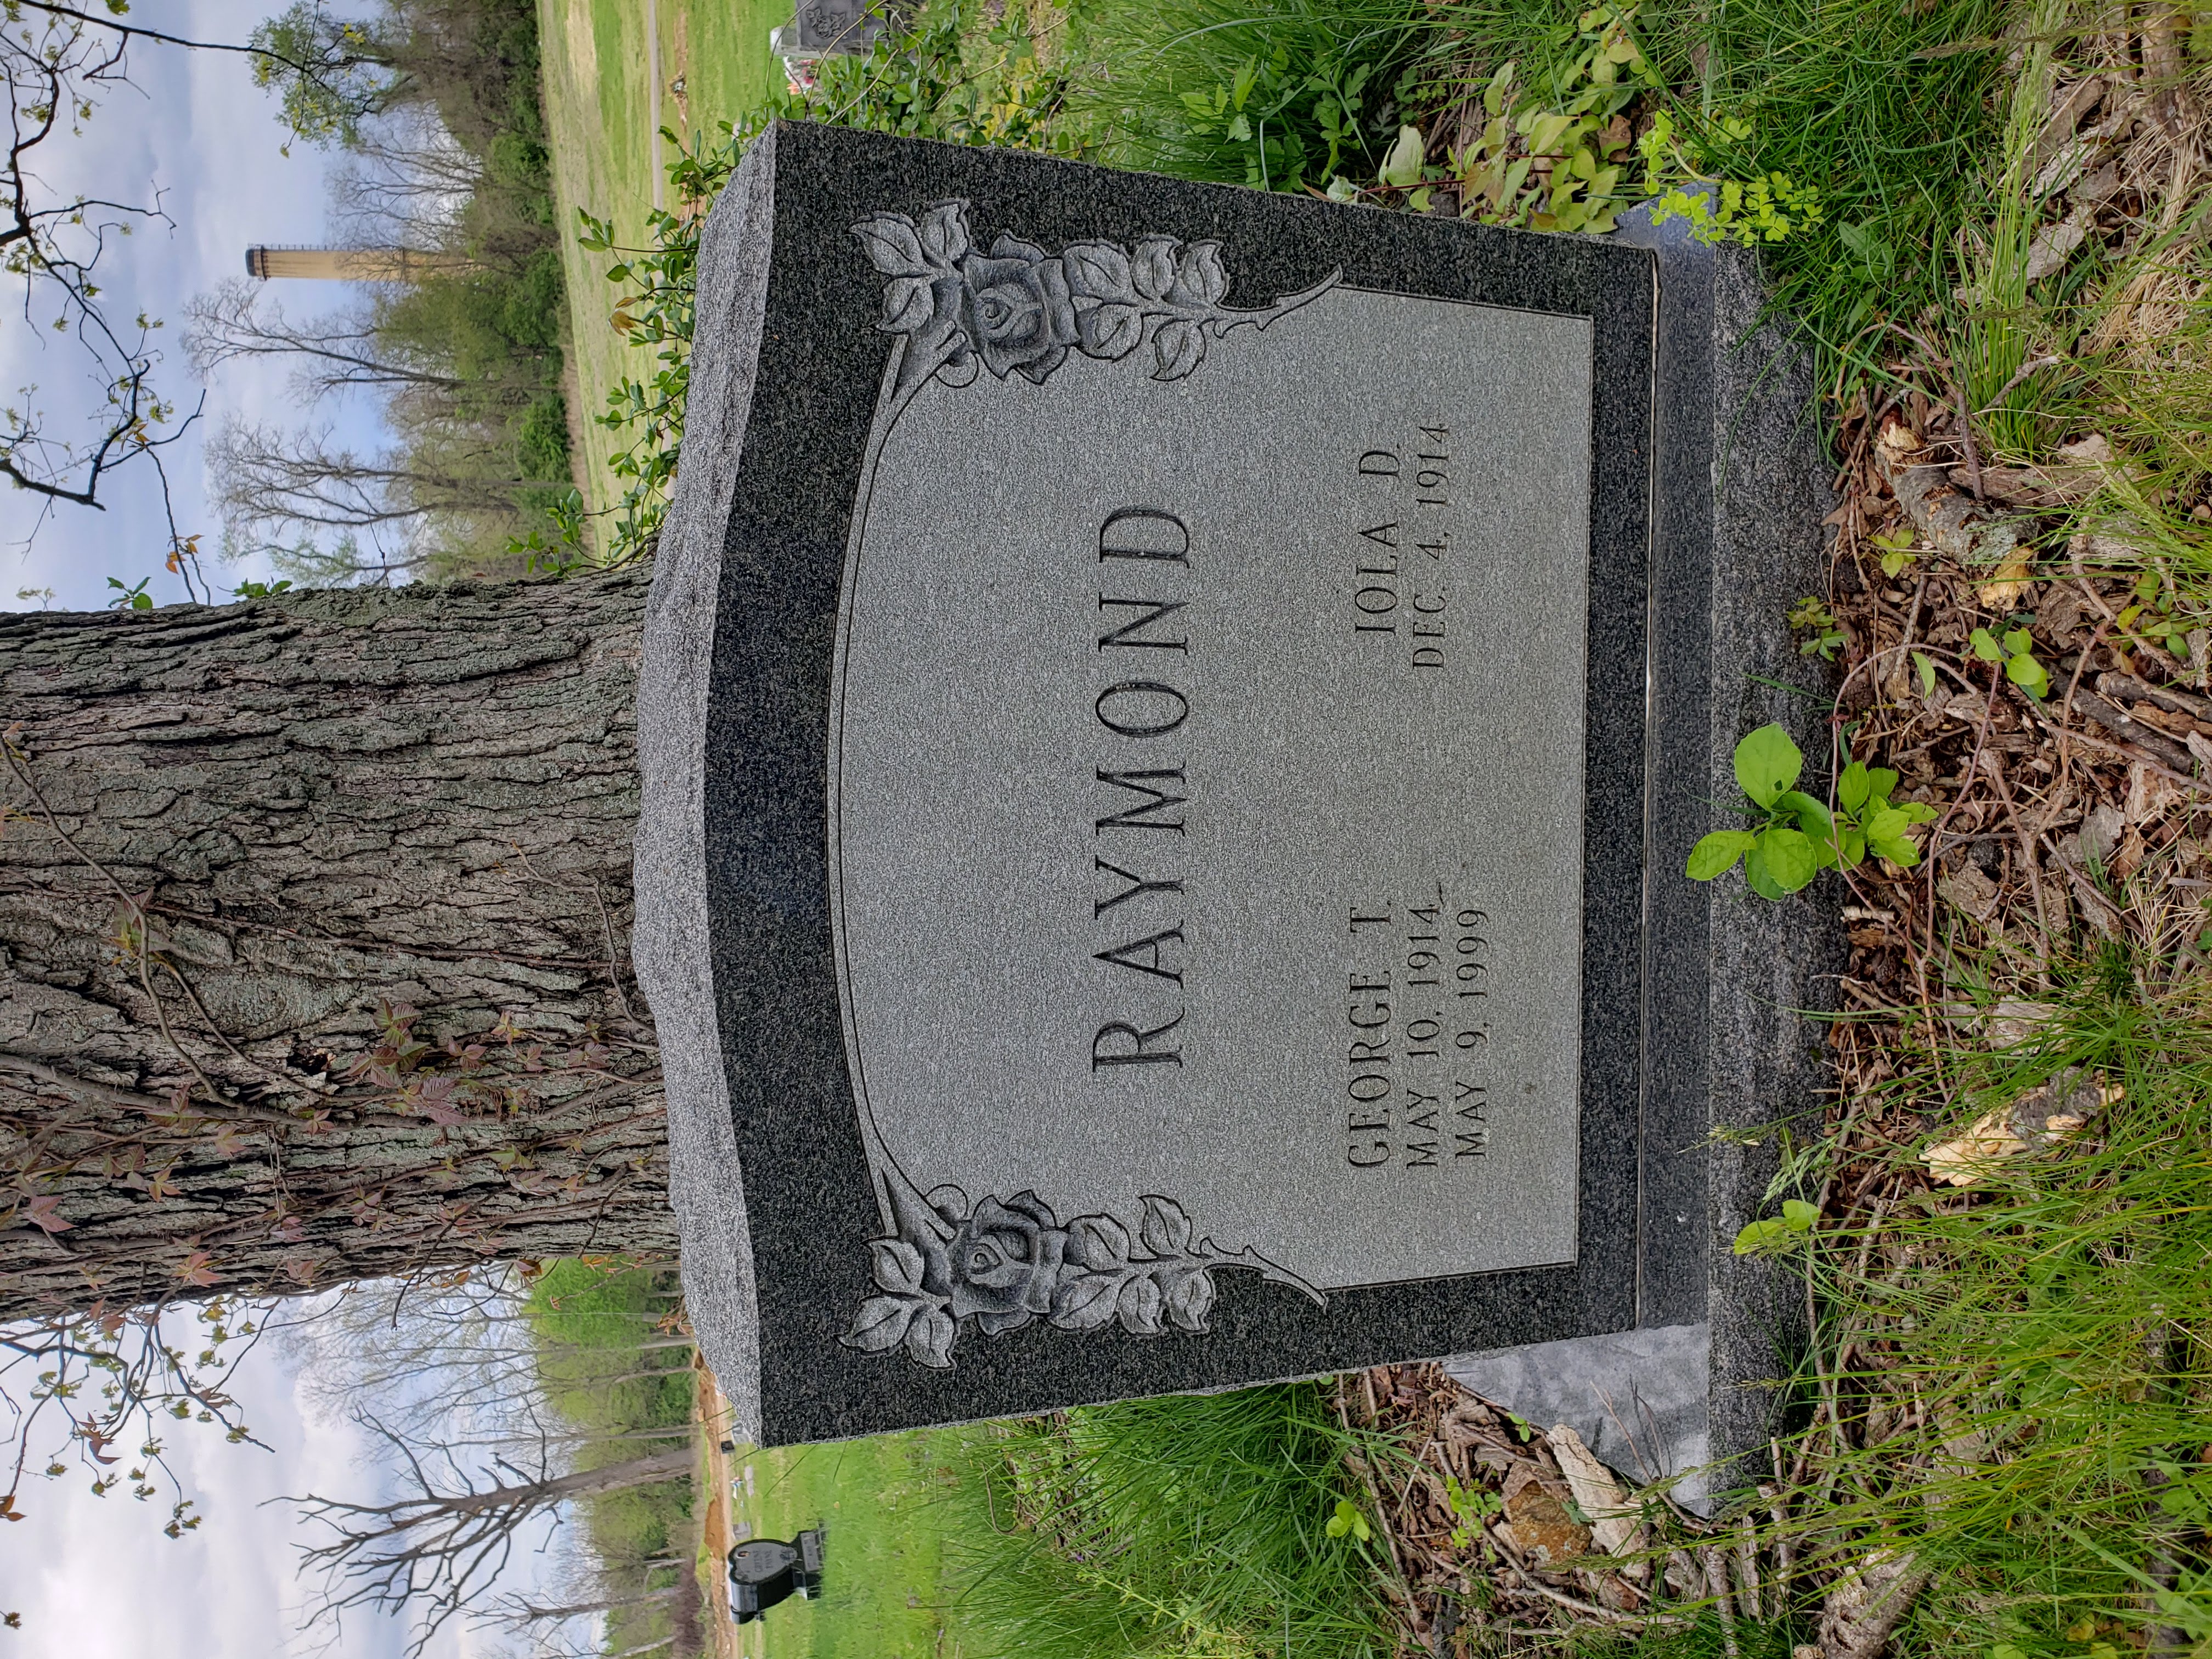 RAYMOND
GEORGE T.
MAY 10, 1914
MAY 9, 1999
IOLA D.
DEC. 4, 1914